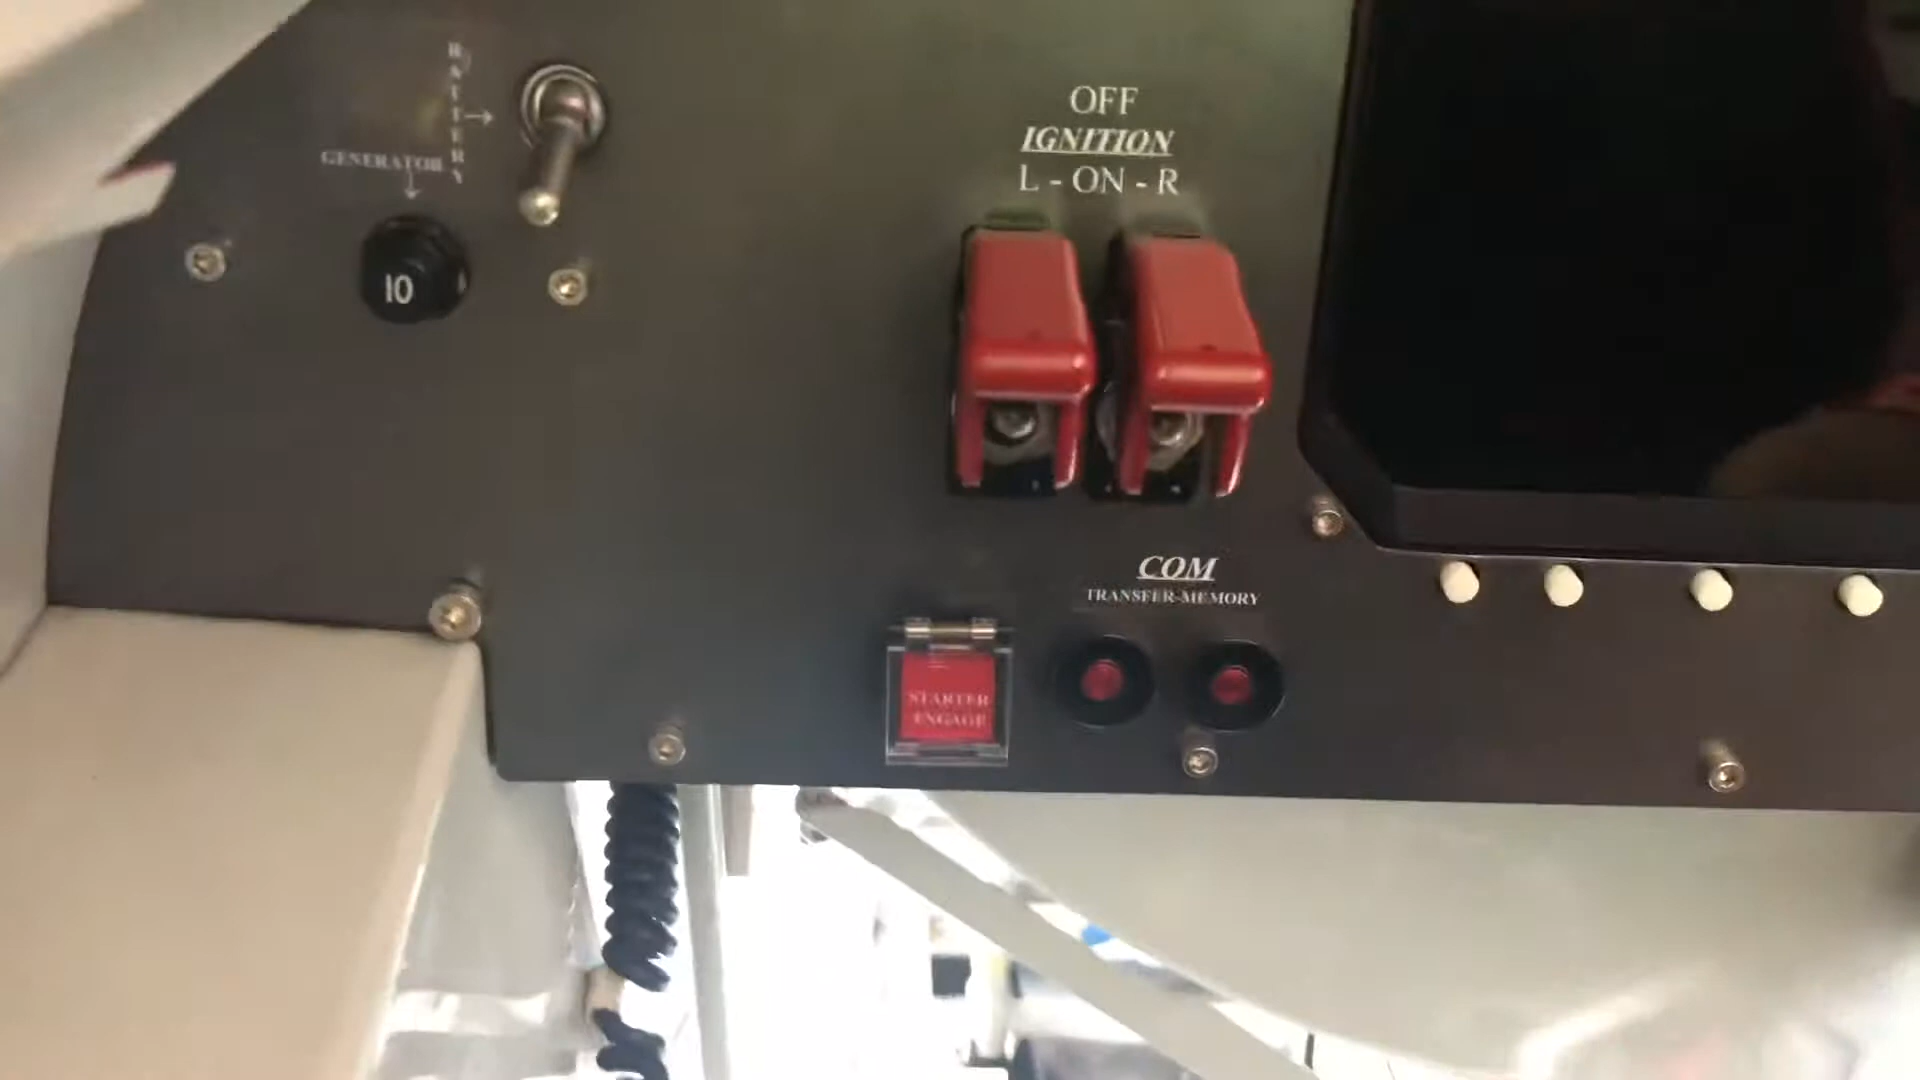 BATTERY
GENERATOR
10
OFF
IGNITION
L - ON - R
COM
TRANSFER-MEMORY
STARTER
ENGAGE